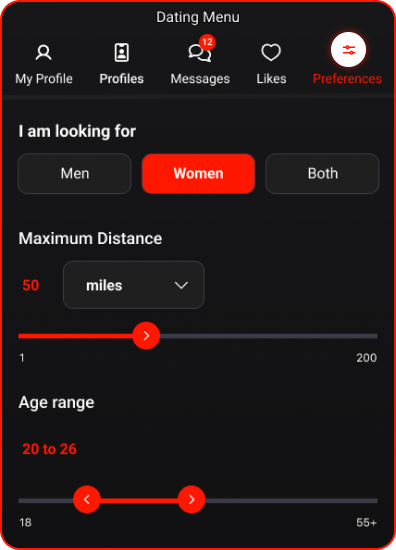 Dating Menu
12
My Profile Profiles Messages Likes Preferences
I am looking for
Men Women Both
Maximum Distance
50 miles
1 200
Age range
20 to 26
18 55+